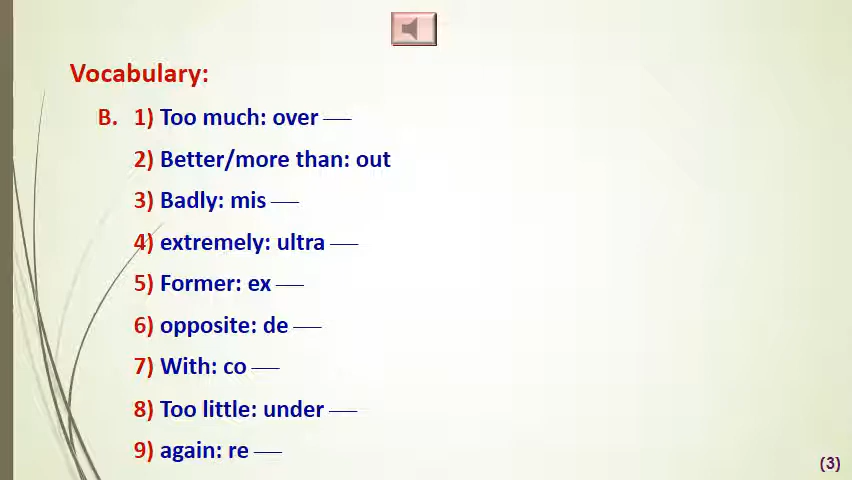 Vocabulary:
B. 1) Too much: over —
2) Better/more than: out
3) Badly: mis —
4) extremely: ultra —
5) Former: ex —
6) opposite: de —
7) With: co —
8) Too little: under —
9) again: re —
(3)